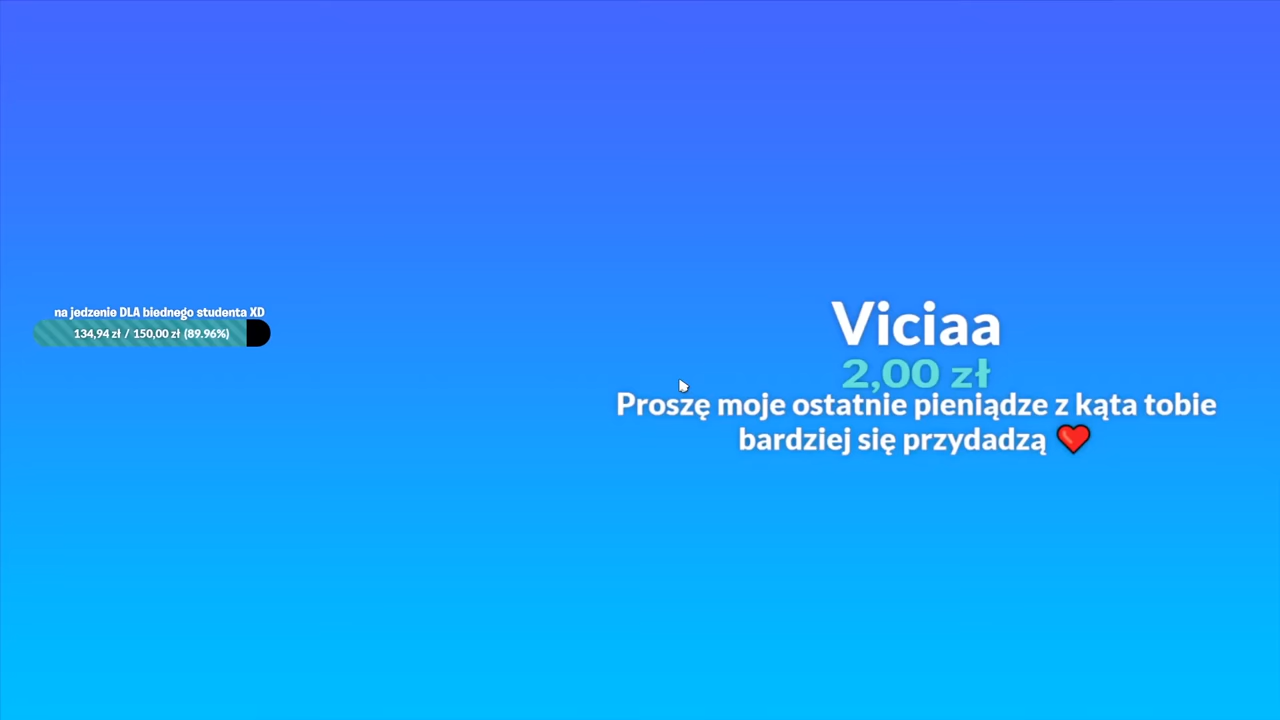 na jedzenie DLA biednego studenta XD
134,94 zł / 150,00 zł (89.96%)
Viciaa
2,00 zł
Proszę moje ostatnie pieniądze z kąta tobie
bardziej się przydadzą ❤️